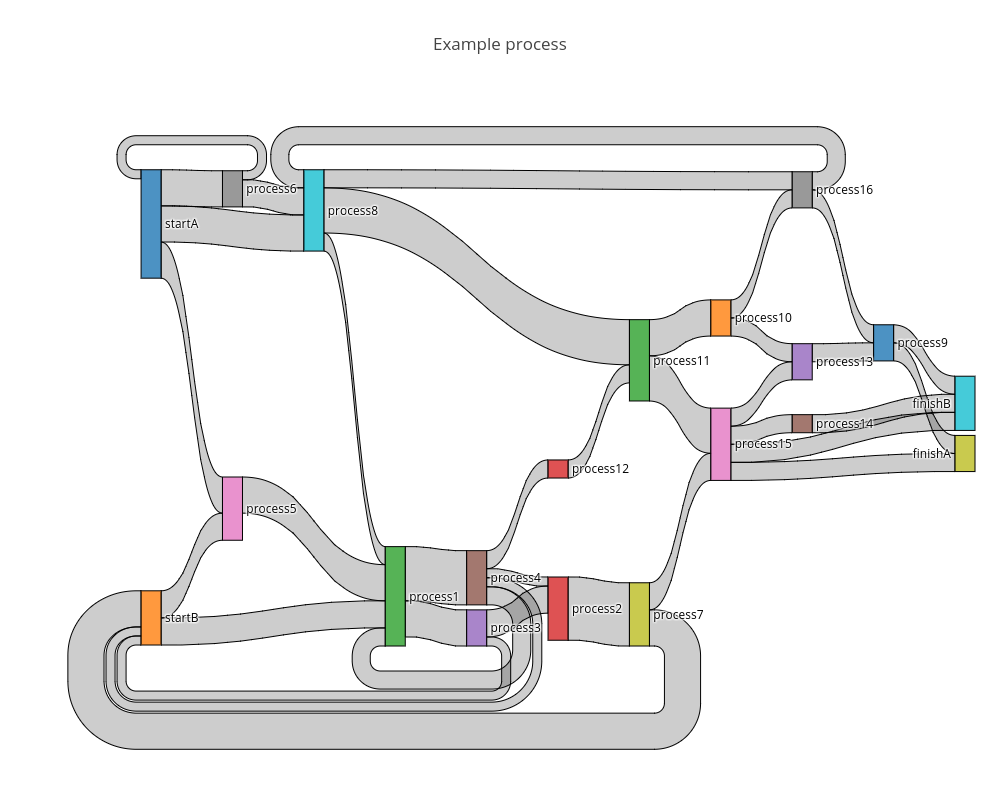 Example process
process6
process16
process8
startA
process10
process9
process11
process13
finishB
process14
process15
finishA
process12
process5
process4
process1
process2
process7
startB
process3